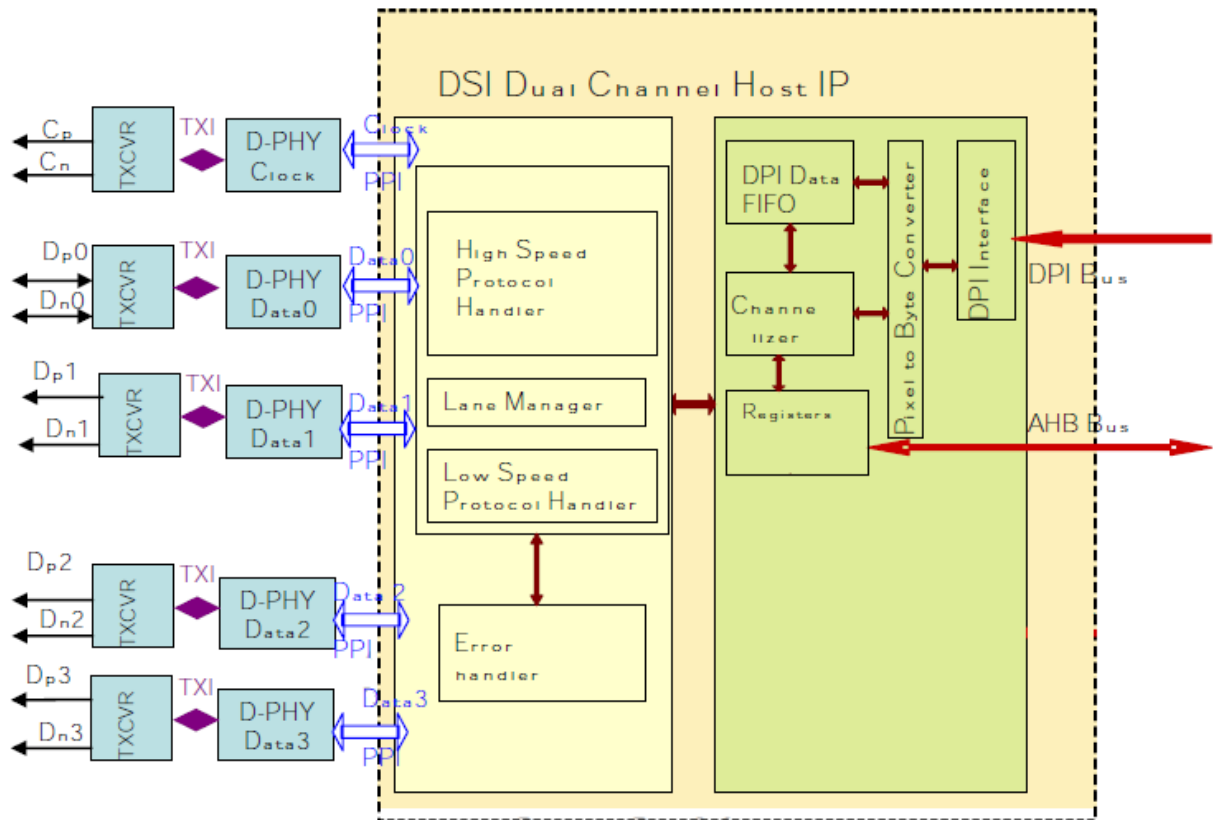 DSI Dual Channel Host IP
Cp
Cn
TXCVR
TXI
D-PHY
Clock
Clock
PPI
Dp0
Dn0
TXCVR
TXI
D-PHY
Data0
Data0
PPI
Dp1
Dn1
TXCVR
TXI
D-PHY
Data1
Data1
PPI
Dp2
Dn2
TXCVR
TXI
D-PHY
Data2
Data 2
PPI
Dp3
Dn3
TXCVR
TXI
D-PHY
Data3
Data3
PPI
High Speed
Protocol
Handler
Lane Manager
Low Speed
Protocol Handler
Error
handler
DPI Data
FIFO
Channe
lizer
Registers
Pixel to Byte Converter
DPI Interface
DPI Bus
AHB Bus